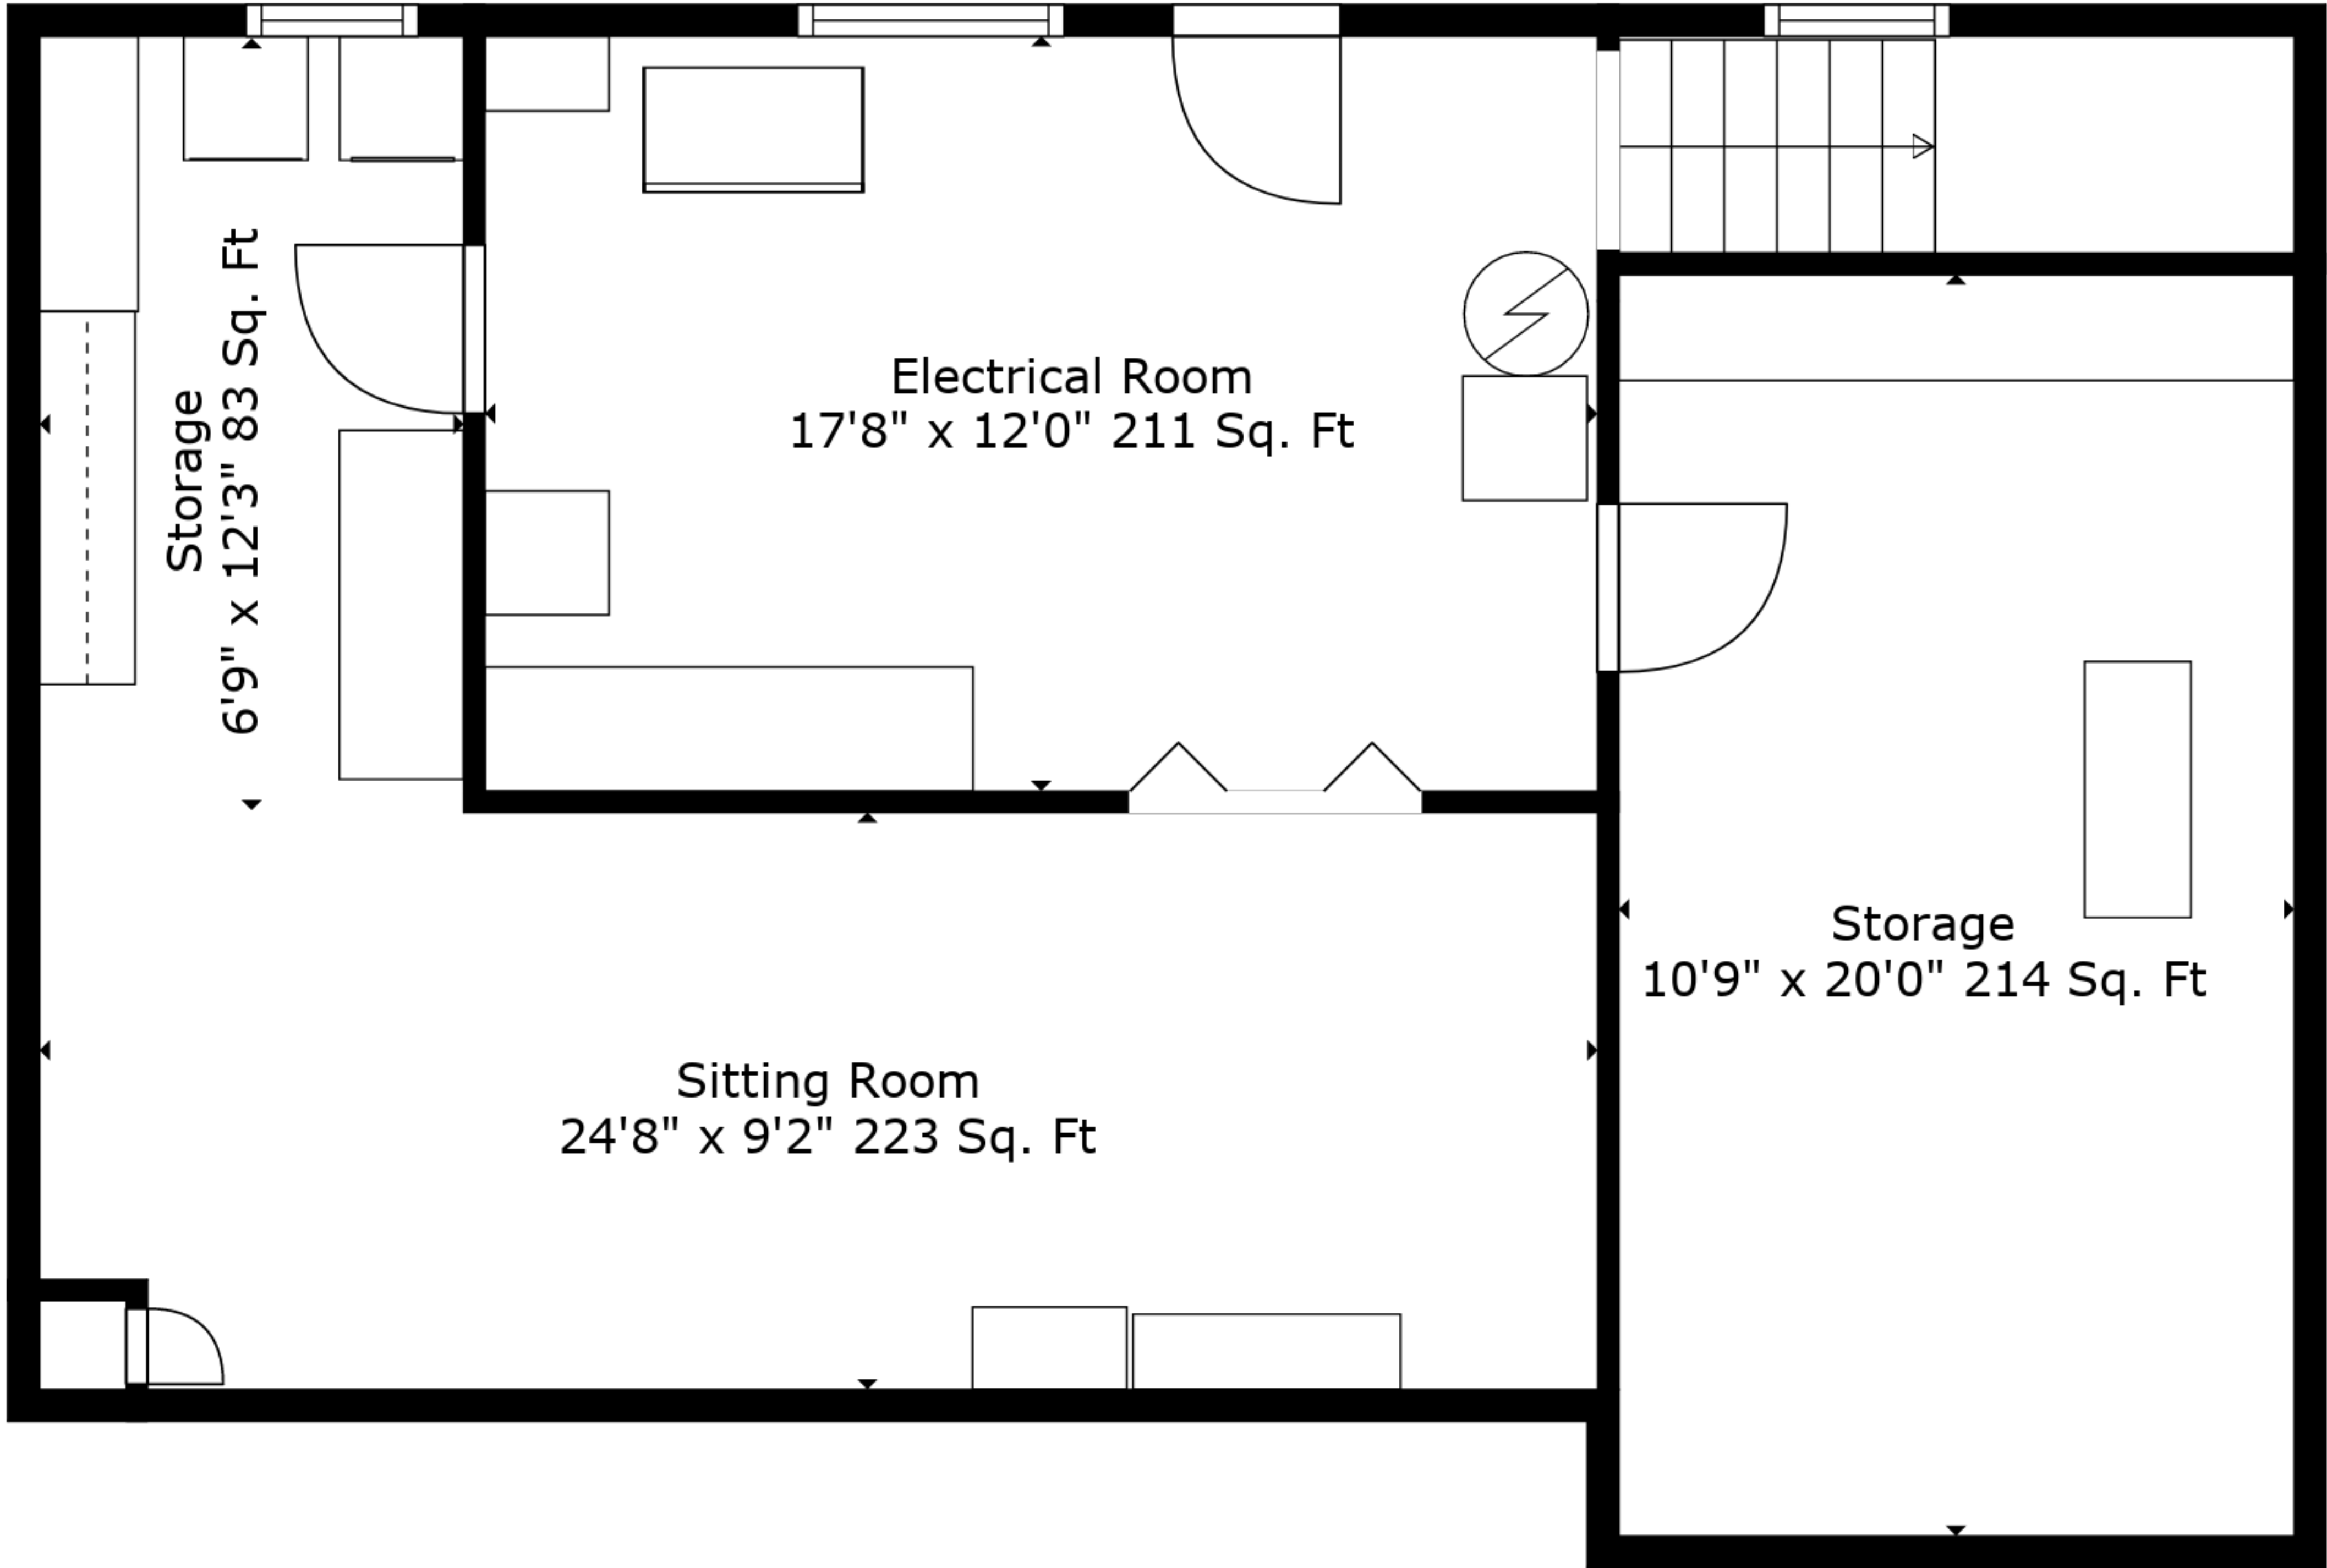 Storage
6'9" x 12'3" 83 Sq. Ft
Electrical Room
17'8" x 12'0" 211 Sq. Ft
Storage
10'9" x 20'0" 214 Sq. Ft
Sitting Room
24'8" x 9'2" 223 Sq. Ft